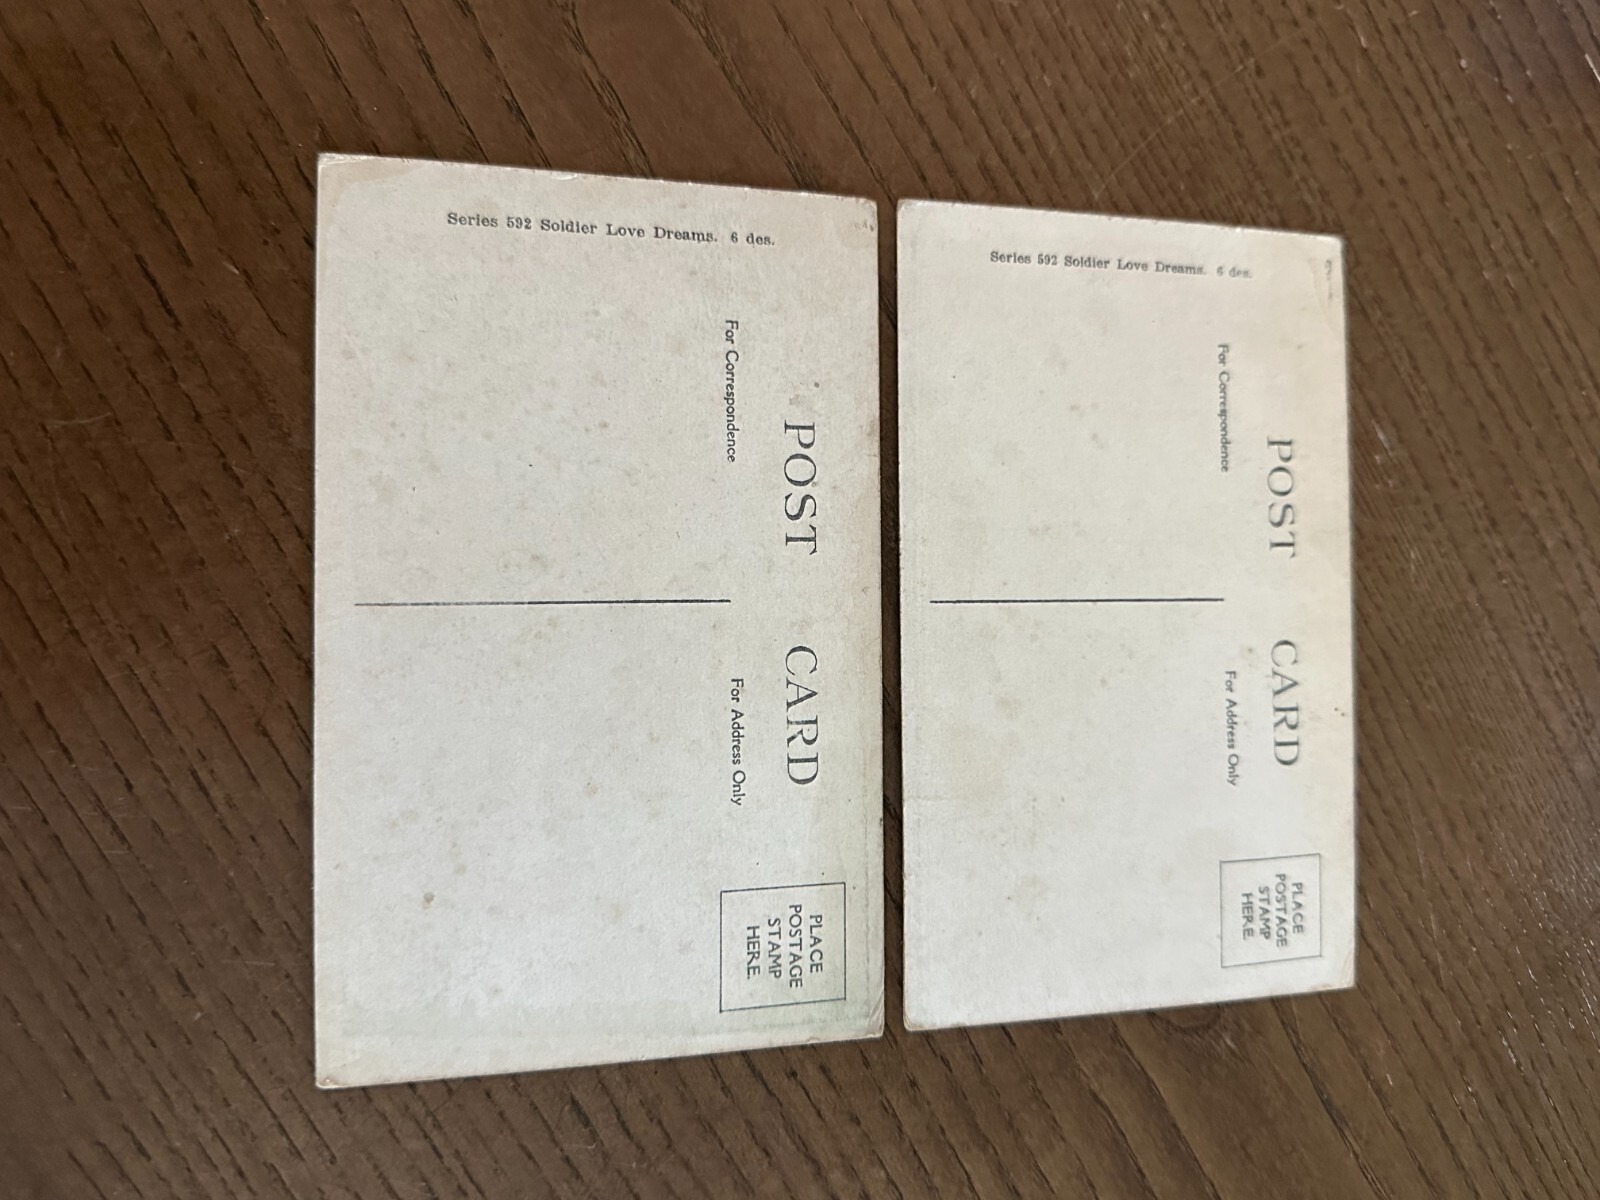 Series 592 Soldier Love Dreams. 6 des.
POST CARD
For Correspondence
For Address Only
PLACE
POSTAGE
STAMP
HERE.
Series 592 Soldier Love Dreams. 6 des.
POST CARD
For Correspondence
For Address Only
PLACE
POSTAGE
STAMP
HERE.